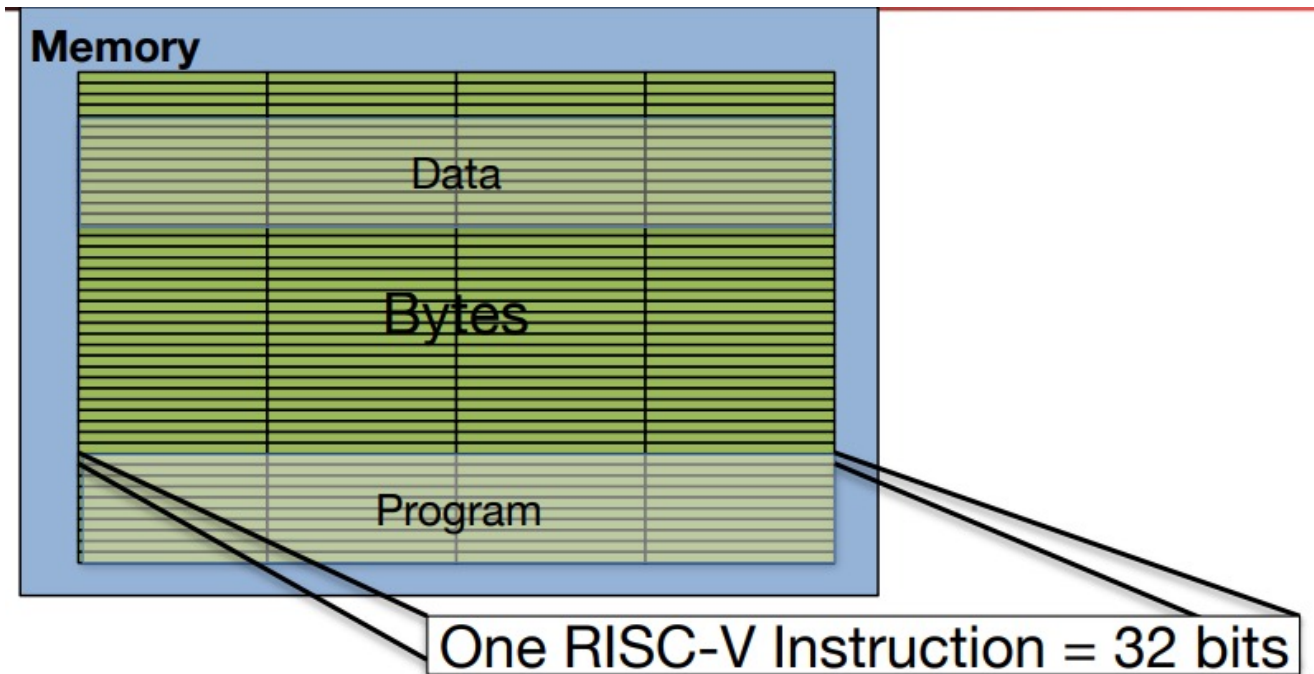 Memory
Data
Bytes
Program
One RISC-V Instruction = 32 bits